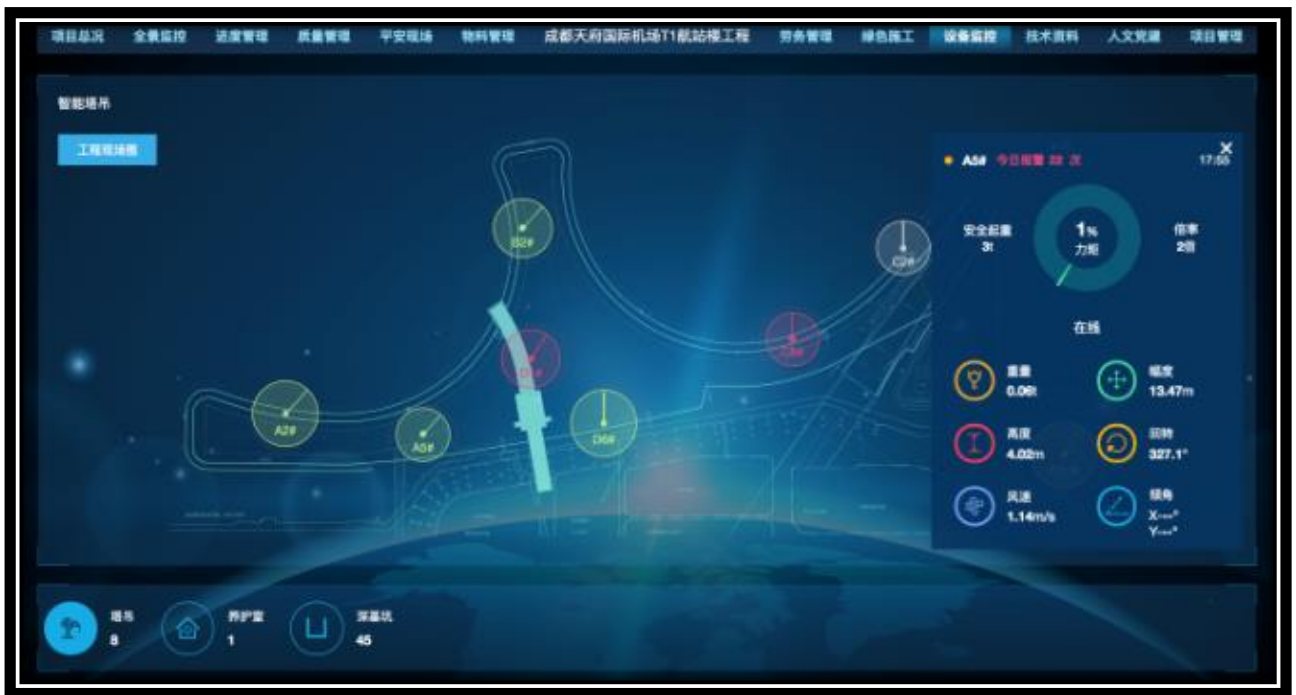 项目总况 全景监控 进度管理 质量管理 平安现场 物料管理 成都天府国际机场T1航站楼工程 劳务管理 绿色施工 设备监控 技术资料 人文党建 项目管理
智能塔吊
工程现场图
A5# 今日报警 次
17:55
安全起重
3t
1%
力矩
倍率
2倍
在线
重量
0.06t
幅度
13.47m
高度
4.02m
回转
327.1°
风速
1.14m/s
倾角
X---°
Y---°
B2#
C2#
A2#
A5#
D6#
塔吊
8
养护室
1
深基坑
45